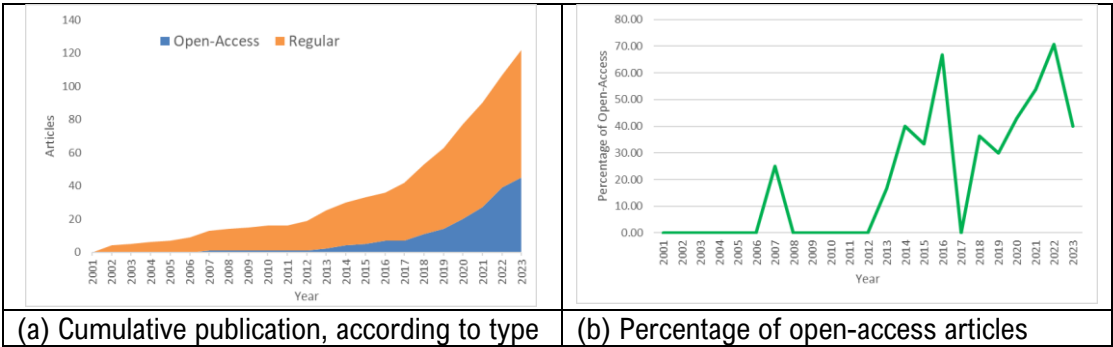 140
120
100
80
60
40
20
0
Articles
Open-Access Regular
2001 2002 2003 2004 2005 2006 2007 2008 2009 2010 2011 2012 2013 2014 2015 2016 2017 2018 2019 2020 2021 2022 2023
Year
(a) Cumulative publication, according to type
80.00
70.00
60.00
50.00
40.00
30.00
20.00
10.00
0.00
Percentage of Open-Access
2001 2002 2003 2004 2005 2006 2007 2008 2009 2010 2011 2012 2013 2014 2015 2016 2017 2018 2019 2020 2021 2022 2023
Year
(b) Percentage of open-access articles